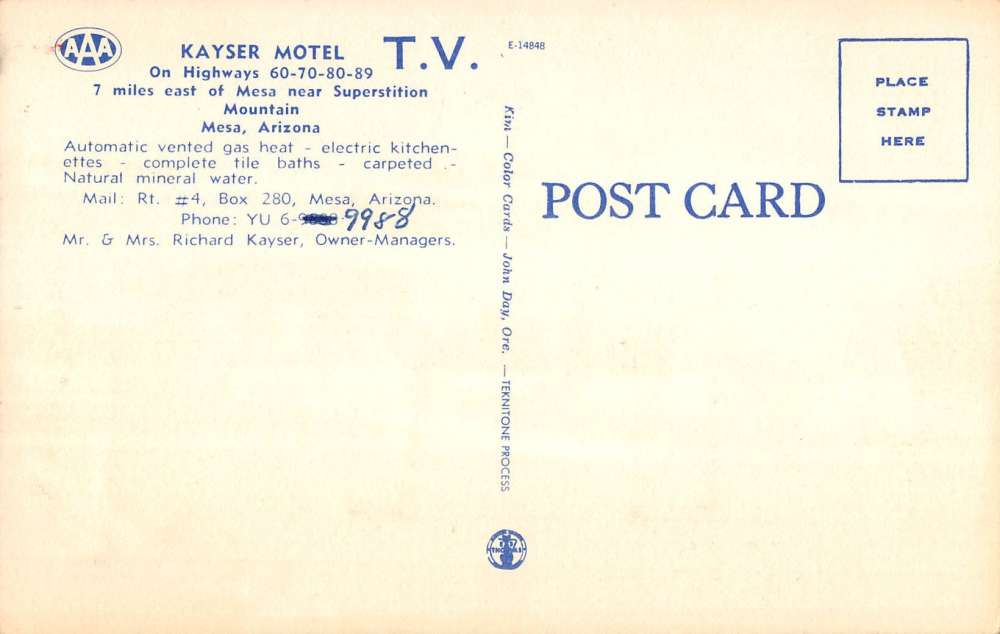 AAA
KAYSER MOTEL
T.V.
On Highways 60-70-80-89
7 miles east of Mesa near Superstition
Mountain
Mesa, Arizona
Automatic vented gas heat - electric kitchen-
ettes - complete tile baths - carpeted -
Natural mineral water.
Mail: Rt. #4, Box 280, Mesa, Arizona.
Phone: YU 6- 9988
Mr. & Mrs. Richard Kayser, Owner-Managers.
E-14848
Kim — Color Cards — John Day, Ore. — TEKNITONE PROCESS
POST CARD
PLACE
STAMP
HERE